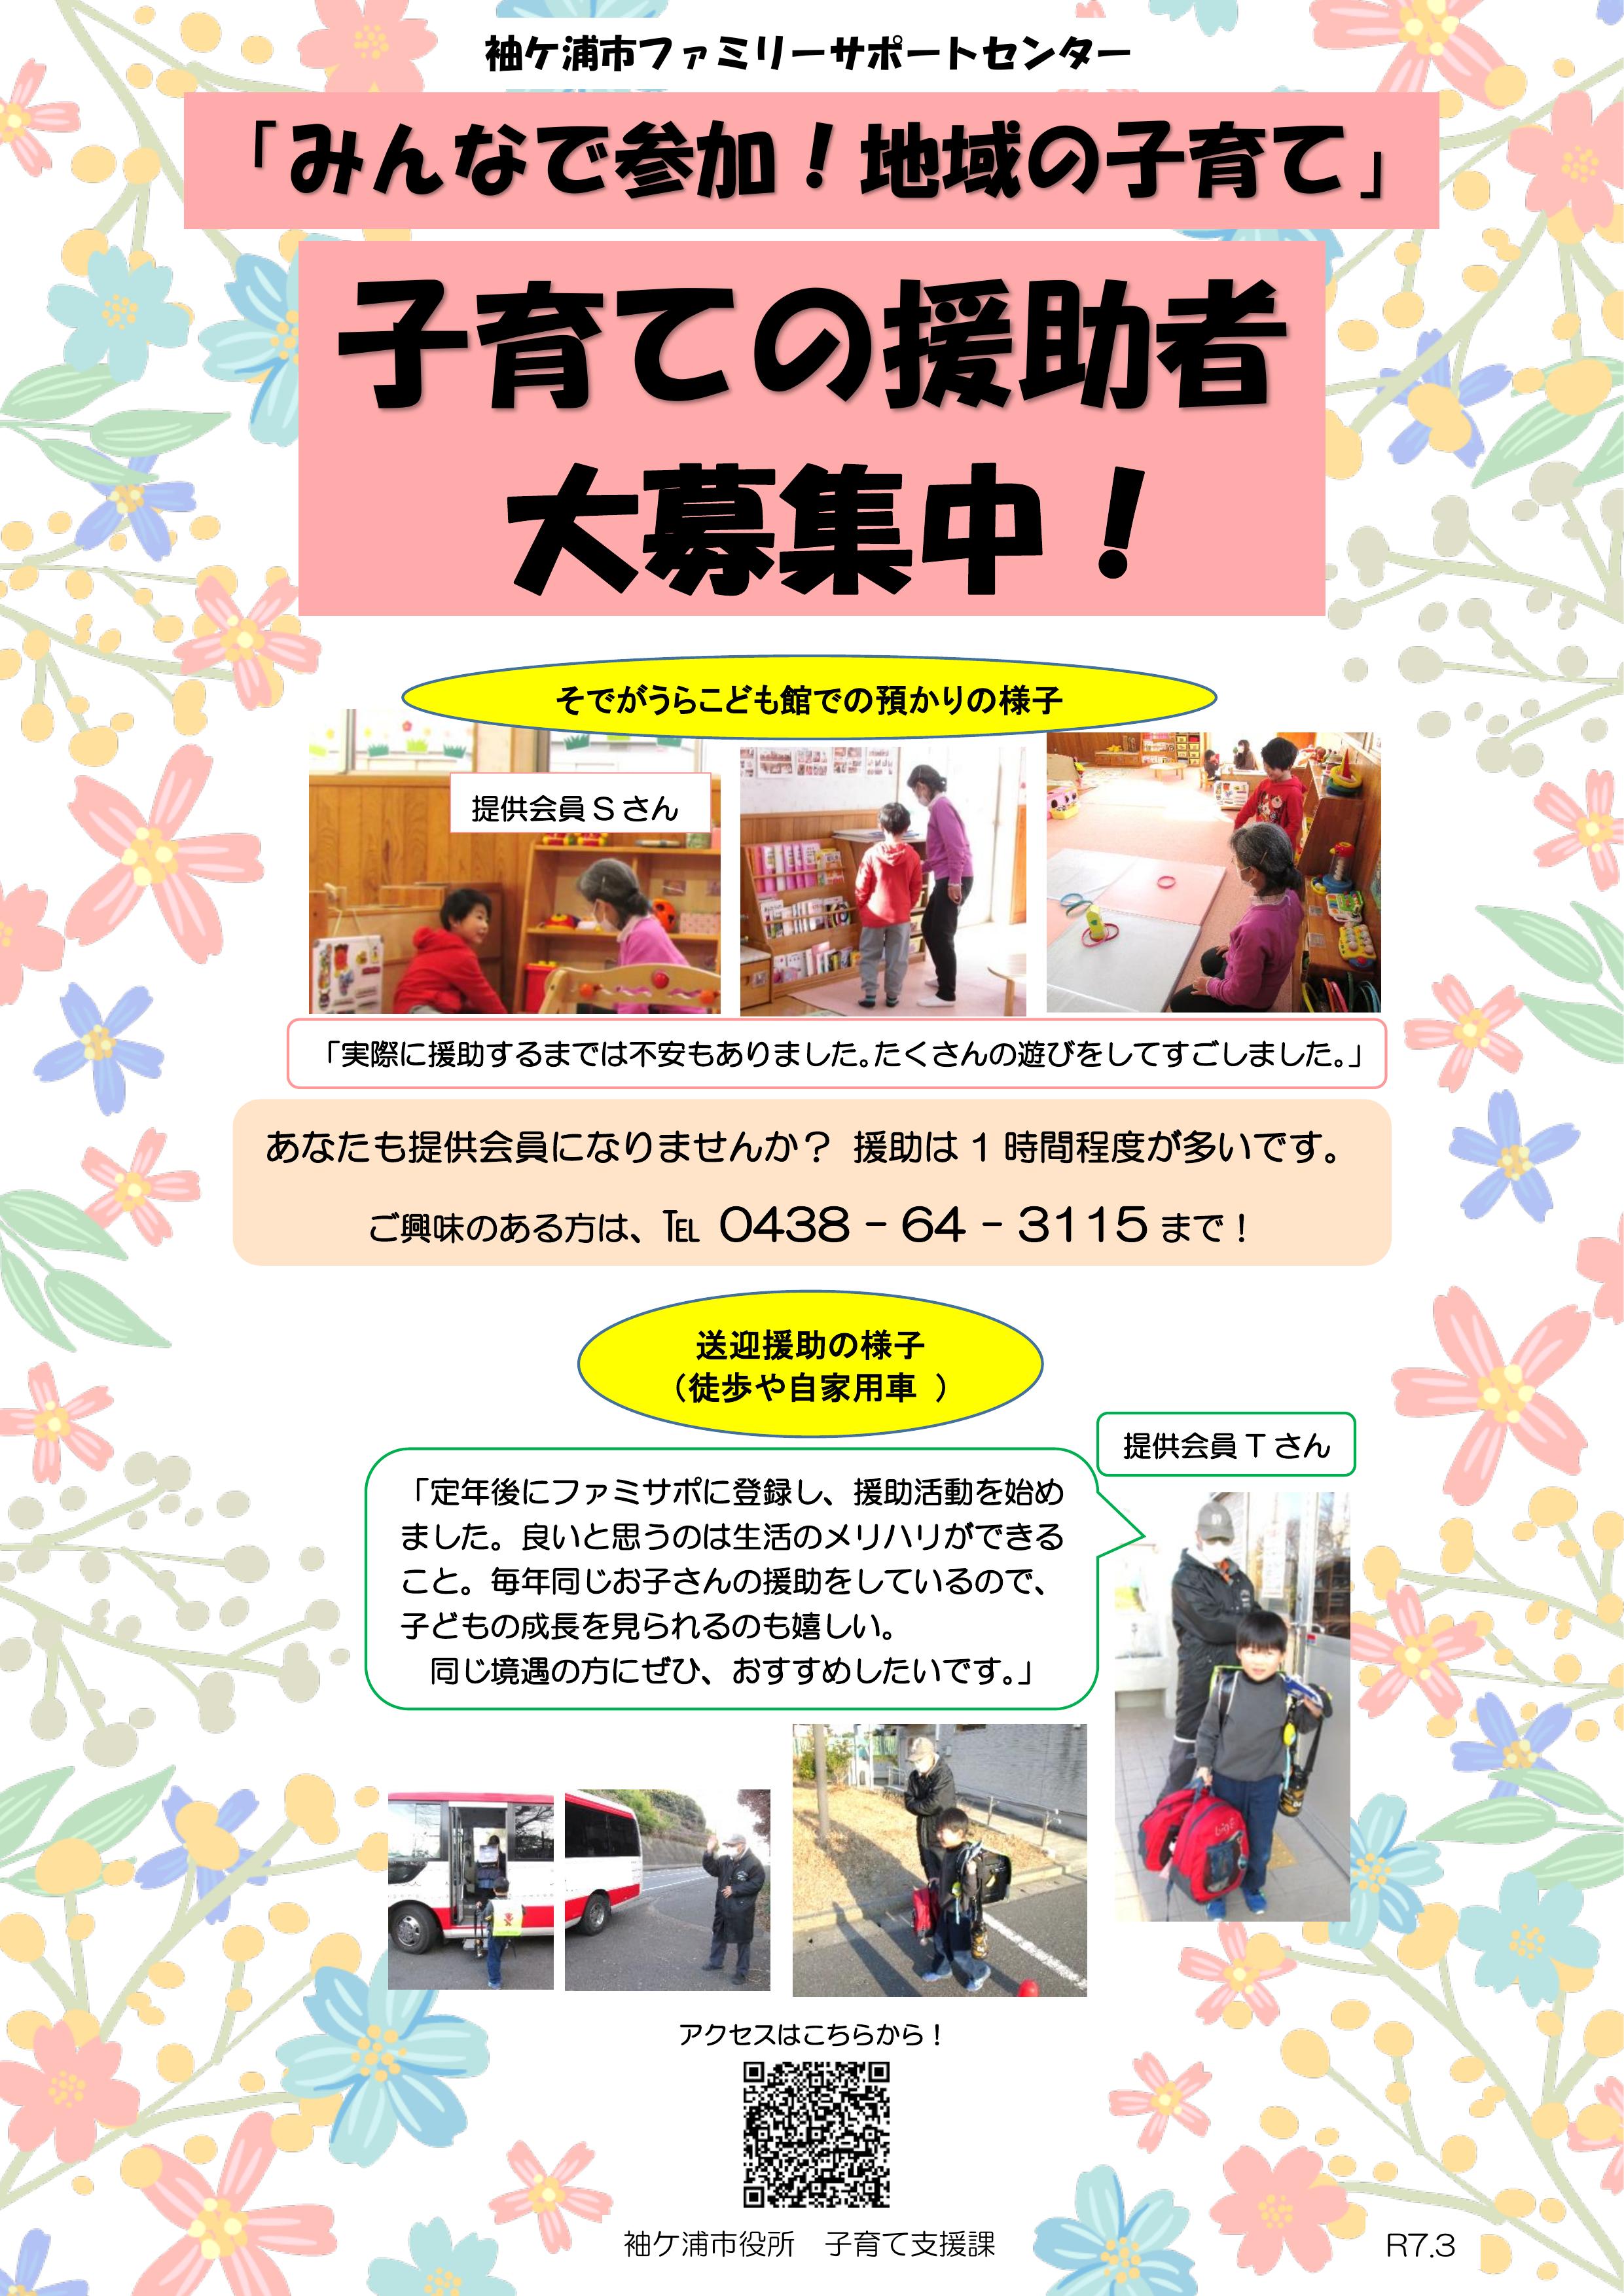 袖ケ浦市ファミリーサポートセンター
「みんなで参加！地域の子育て」
子育ての援助者
大募集中！
そでがうらこども館での預かりの様子
提供会員Sさん
「実際に援助するまでは不安もありました。たくさんの遊びをしてすごしました。」
あなたも提供会員になりませんか？ 援助は1時間程度が多いです。
ご興味のある方は、℡ 0438－64－3115まで！
送迎援助の様子
（徒歩や自家用車 ）
提供会員Tさん
「定年後にファミサポに登録し、援助活動を始め
ました。良いと思うのは生活のメリハリができる
こと。毎年同じお子さんの援助をしているので、
子どもの成長を見られるのも嬉しい。
同じ境遇の方にぜひ、おすすめしたいです。」
アクセスはこちらから！
袖ケ浦市役所　子育て支援課
R7.3